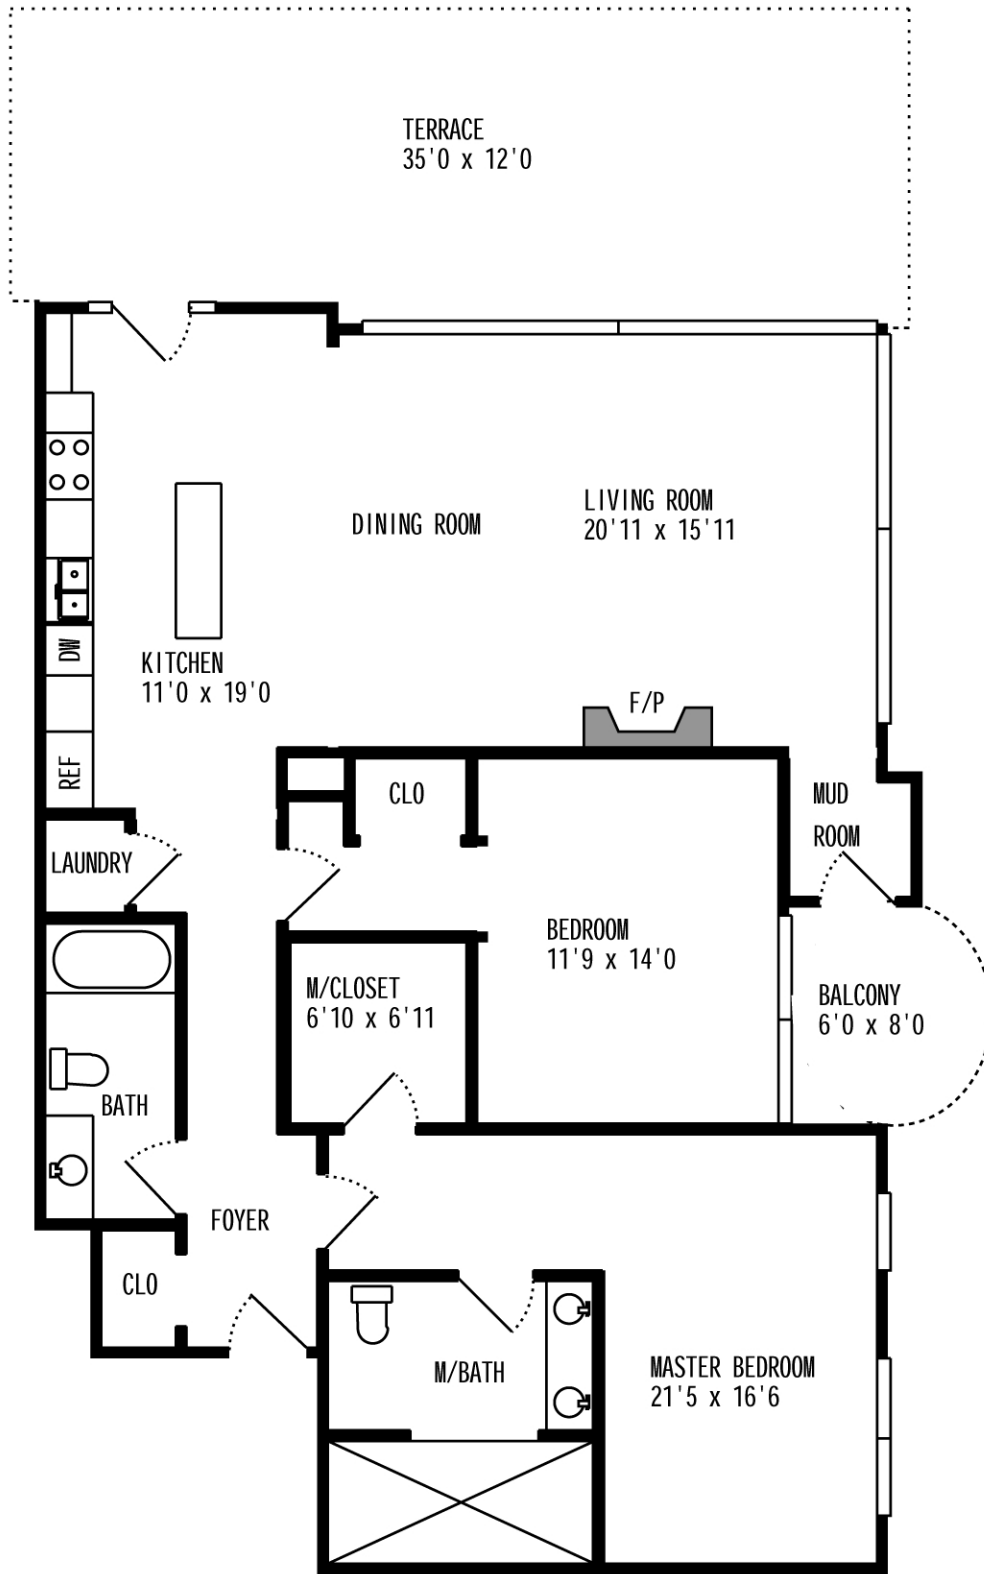 TERRACE
35'0 x 12'0
LIVING ROOM
20'11 x 15'11
DINING ROOM
DW
KITCHEN
11'0 x 19'0
F/P
REF
CLO
MUD
ROOM
LAUNDRY
BEDROOM
11'9 x 14'0
M/CLOSET
6'10 x 6'11
BALCONY
6'0 x 8'0
BATH
FOYER
CLO
M/BATH
MASTER BEDROOM
21'5 x 16'6